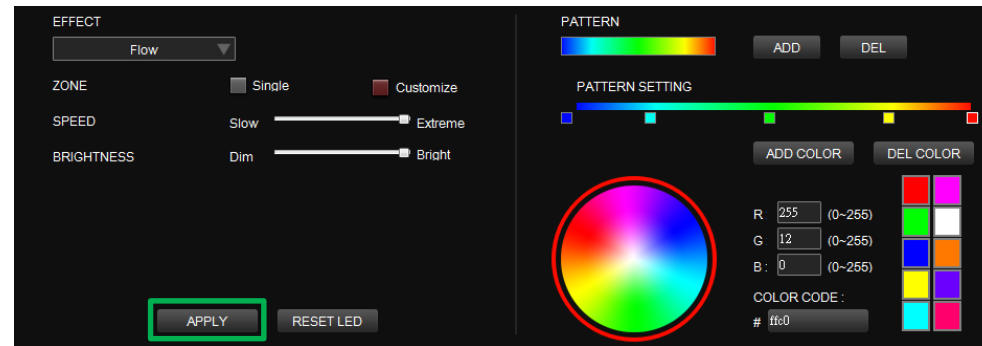 EFFECT
Flow
ZONE
Single
Customize
SPEED
Slow
Extreme
BRIGHTNESS
Dim
Bright
APPLY
RESET LED
PATTERN
ADD
DEL
PATTERN SETTING
ADD COLOR
DEL COLOR
R 255 (0~255)
G 12 (0~255)
B : 0 (0~255)
COLOR CODE :
# ffc0